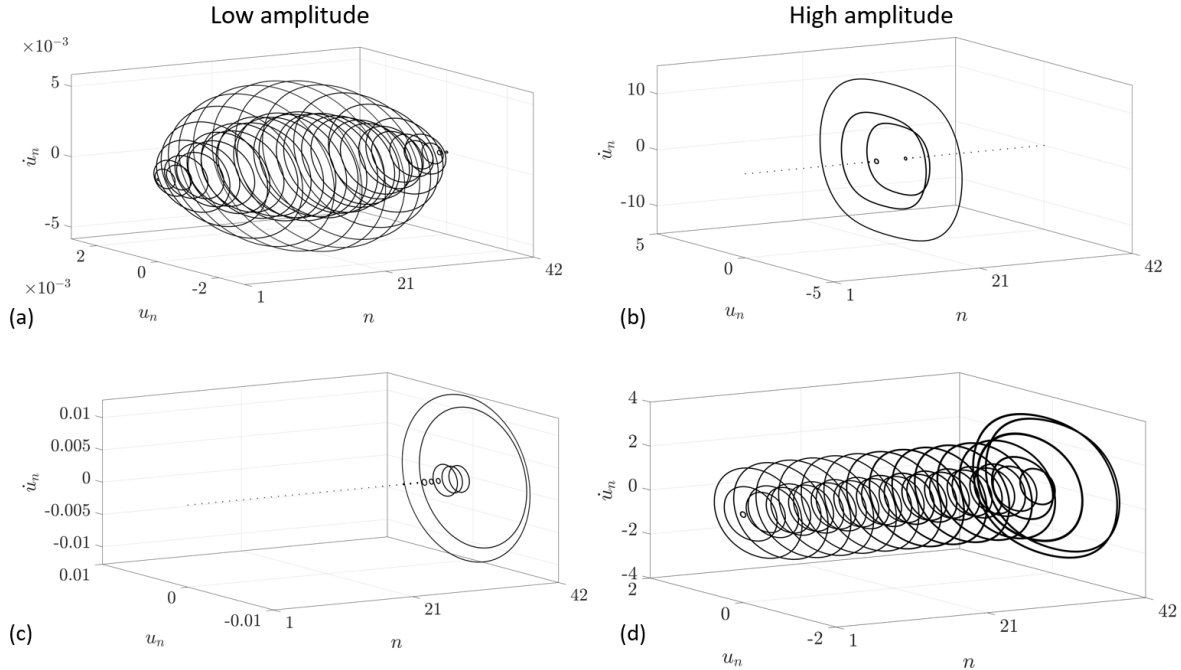 Low amplitude
High amplitude
×10⁻³
5
0
-5
u̇ₙ
2
0
-2
×10⁻³
uₙ
1
21
42
n
(a)
10
0
-10
u̇ₙ
5
0
-5
uₙ
1
21
42
n
(b)
0.01
0.005
0
-0.005
-0.01
u̇ₙ
0.01
0
-0.01
uₙ
1
21
42
n
(c)
4
2
0
-2
-4
u̇ₙ
2
0
-2
uₙ
1
21
42
n
(d)